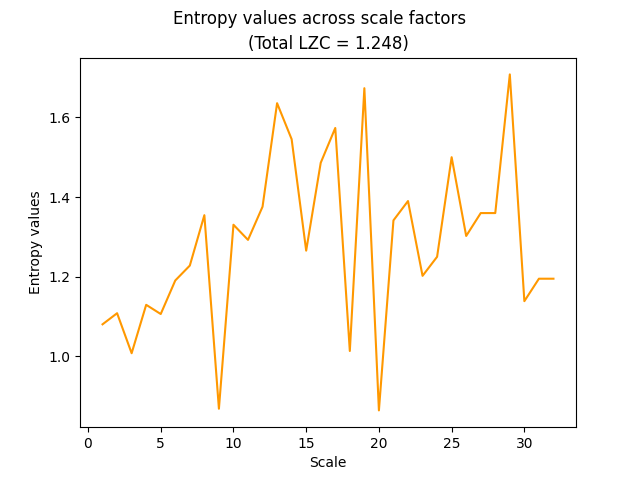 Entropy values across scale factors
(Total LZC = 1.248)
Entropy values
1.6
1.4
1.2
1.0
0
5
10
15
20
25
30
Scale